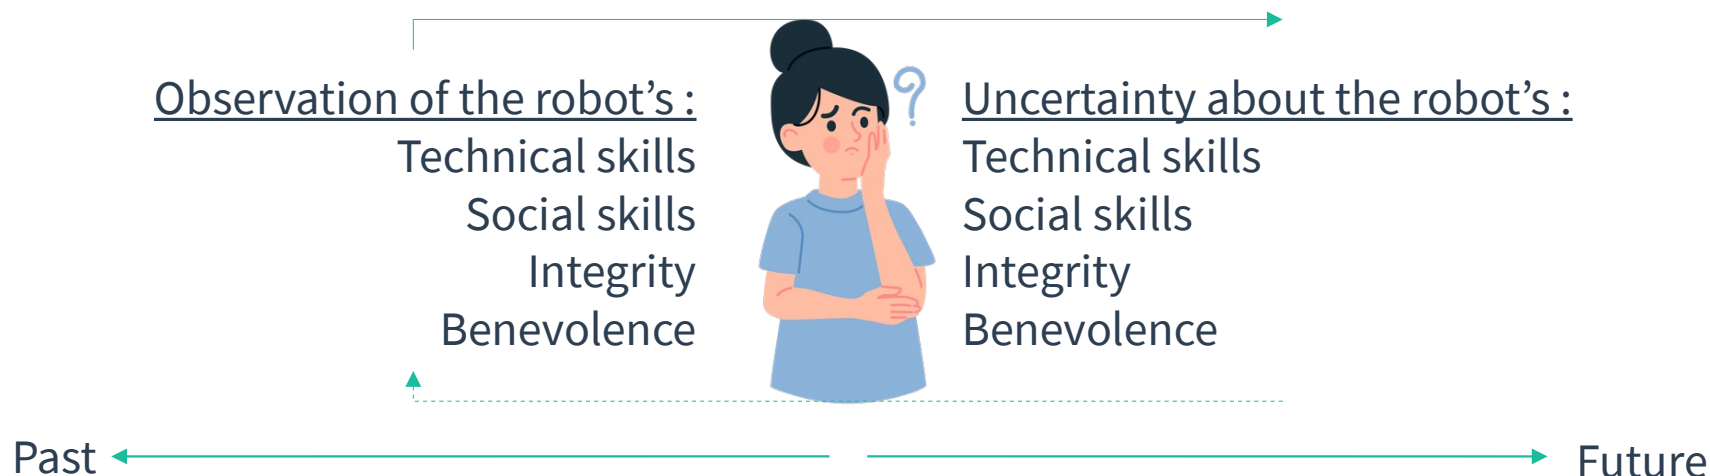 Observation of the robot’s :
Technical skills
Social skills
Integrity
Benevolence
?
Uncertainty about the robot’s :
Technical skills
Social skills
Integrity
Benevolence
Past
Future